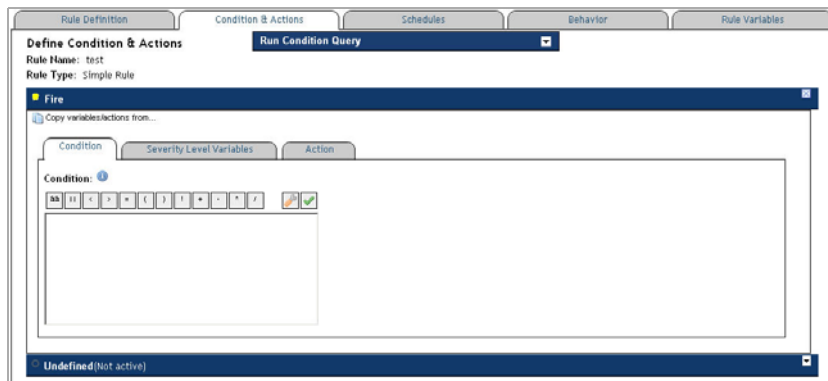 Rule Definition Condition & Actions Schedules Behavior Rule Variables
Define Condition & Actions Run Condition Query
Rule Name: test
Rule Type: Simple Rule
Fire
Copy variables/actions from...
Condition Severity Level Variables Action
Condition:
&& || < > = ( ) ! + - * /
Undefined(Not active)